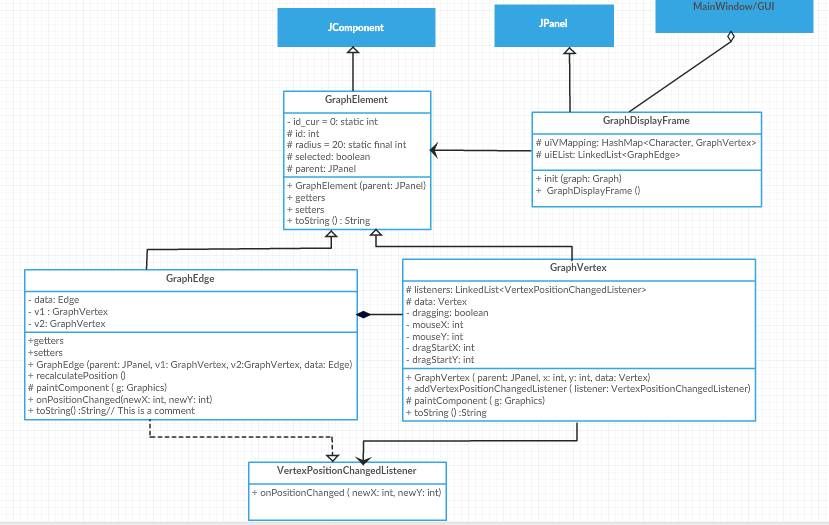 MainWindow/GUI
JComponent
JPanel
GraphElement
- id_cur = 0: static int
# id: int
# radius = 20: static final int
# selected: boolean
# parent: JPanel
+ GraphElement (parent: JPanel)
+ getters
+ setters
+ toString () : String
GraphDisplayFrame
# uiVMapping: HashMap<Character, GraphVertex>
# uiEList: LinkedList<GraphEdge>
+ init (graph: Graph)
+ GraphDisplayFrame ()
GraphEdge
- data: Edge
- v1 : GraphVertex
- v2: GraphVertex
+getters
+setters
+ GraphEdge (parent: JPanel, v1: GraphVertex, v2:GraphVertex, data: Edge)
+ recalculatePosition ()
# paintComponent ( g: Graphics)
+ onPositionChanged(newX: int, newY: int)
+ toString() :String// This is a comment
GraphVertex
# listeners: LinkedList<VertexPositionChangedListener>
# data: Vertex
- dragging: boolean
- mouseX: int
- mouseY: int
- dragStartX: int
- dragStartY: int
+ GraphVertex ( parent: JPanel, x: int, y: int, data: Vertex)
+ addVertexPositionChangedListener ( listener: VertexPositionChangedListener)
# paintComponent ( g: Graphics)
+ toString () :String
VertexPositionChangedListener
+ onPositionChanged ( newX: int, newY: int)